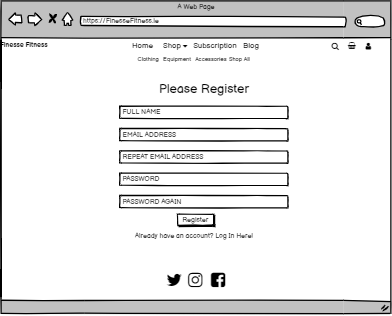 A Web Page
https://FinesseFitness.ie
Finesse Fitness
Home Shop Subscription Blog
Clothing Equipment Accessories Shop All
Please Register
FULL NAME
EMAIL ADDRESS
REPEAT EMAIL ADDRESS
PASSWORD
PASSWORD AGAIN
Register
Already have an account? Log In Here!